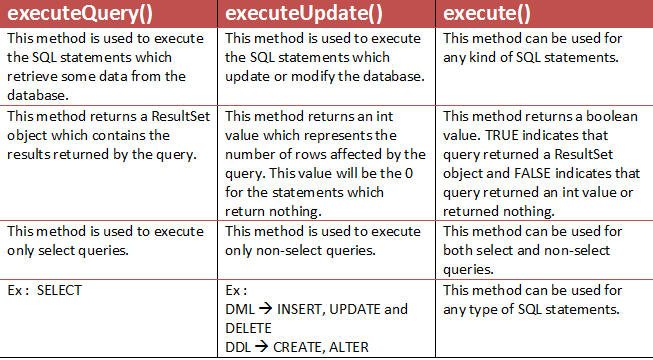 executeQuery()
executeUpdate()
execute()
This method is used to execute
the SQL statements which
retrieve some data from the
database.
This method is used to execute
the SQL statements which
update or modify the database.
This method can be used for
any kind of SQL statements.
This method returns a ResultSet
object which contains the
results returned by the query.
This method returns an int
value which represents the
number of rows affected by the
query. This value will be the 0
for the statements which
return nothing.
This method returns a boolean
value. TRUE indicates that
query returned a ResultSet
object and FALSE indicates that
query returned an int value or
returned nothing.
This method is used to execute
only select queries.
This method is used to execute
only non-select queries.
This method can be used for
both select and non-select
queries.
Ex : SELECT
Ex :
DML → INSERT, UPDATE and
DELETE
DDL → CREATE, ALTER
This method can be used for
any type of SQL statements.